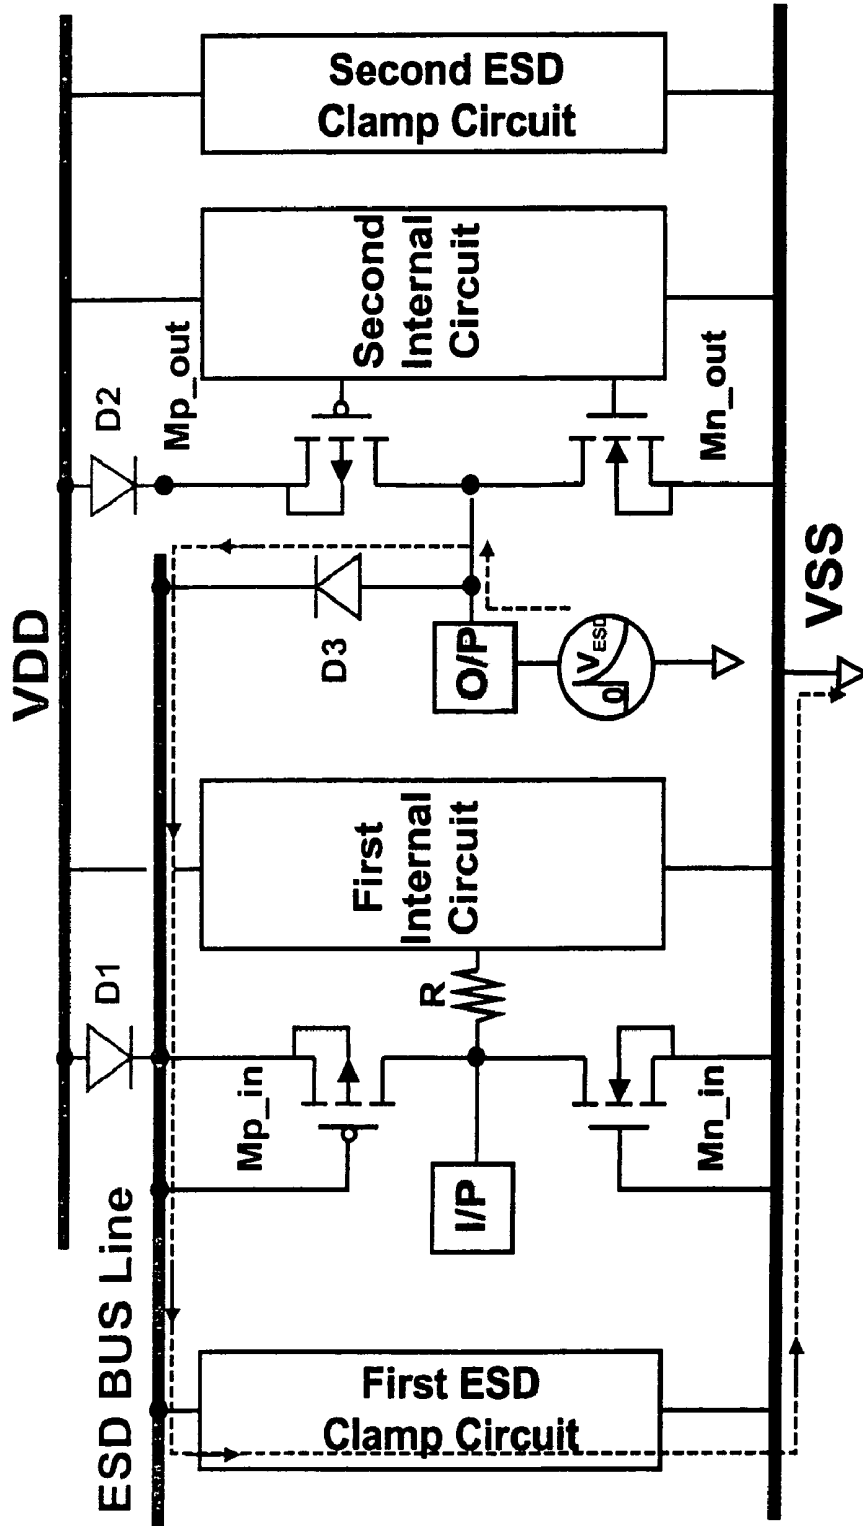 VDD
ESD BUS Line
D1
D2
D3
Mp_in
Mp_out
First ESD
Clamp Circuit
I/P
R
First
Internal
Circuit
O/P
0
VESD
Second
Internal
Circuit
Second ESD
Clamp Circuit
Mn_in
Mn_out
VSS